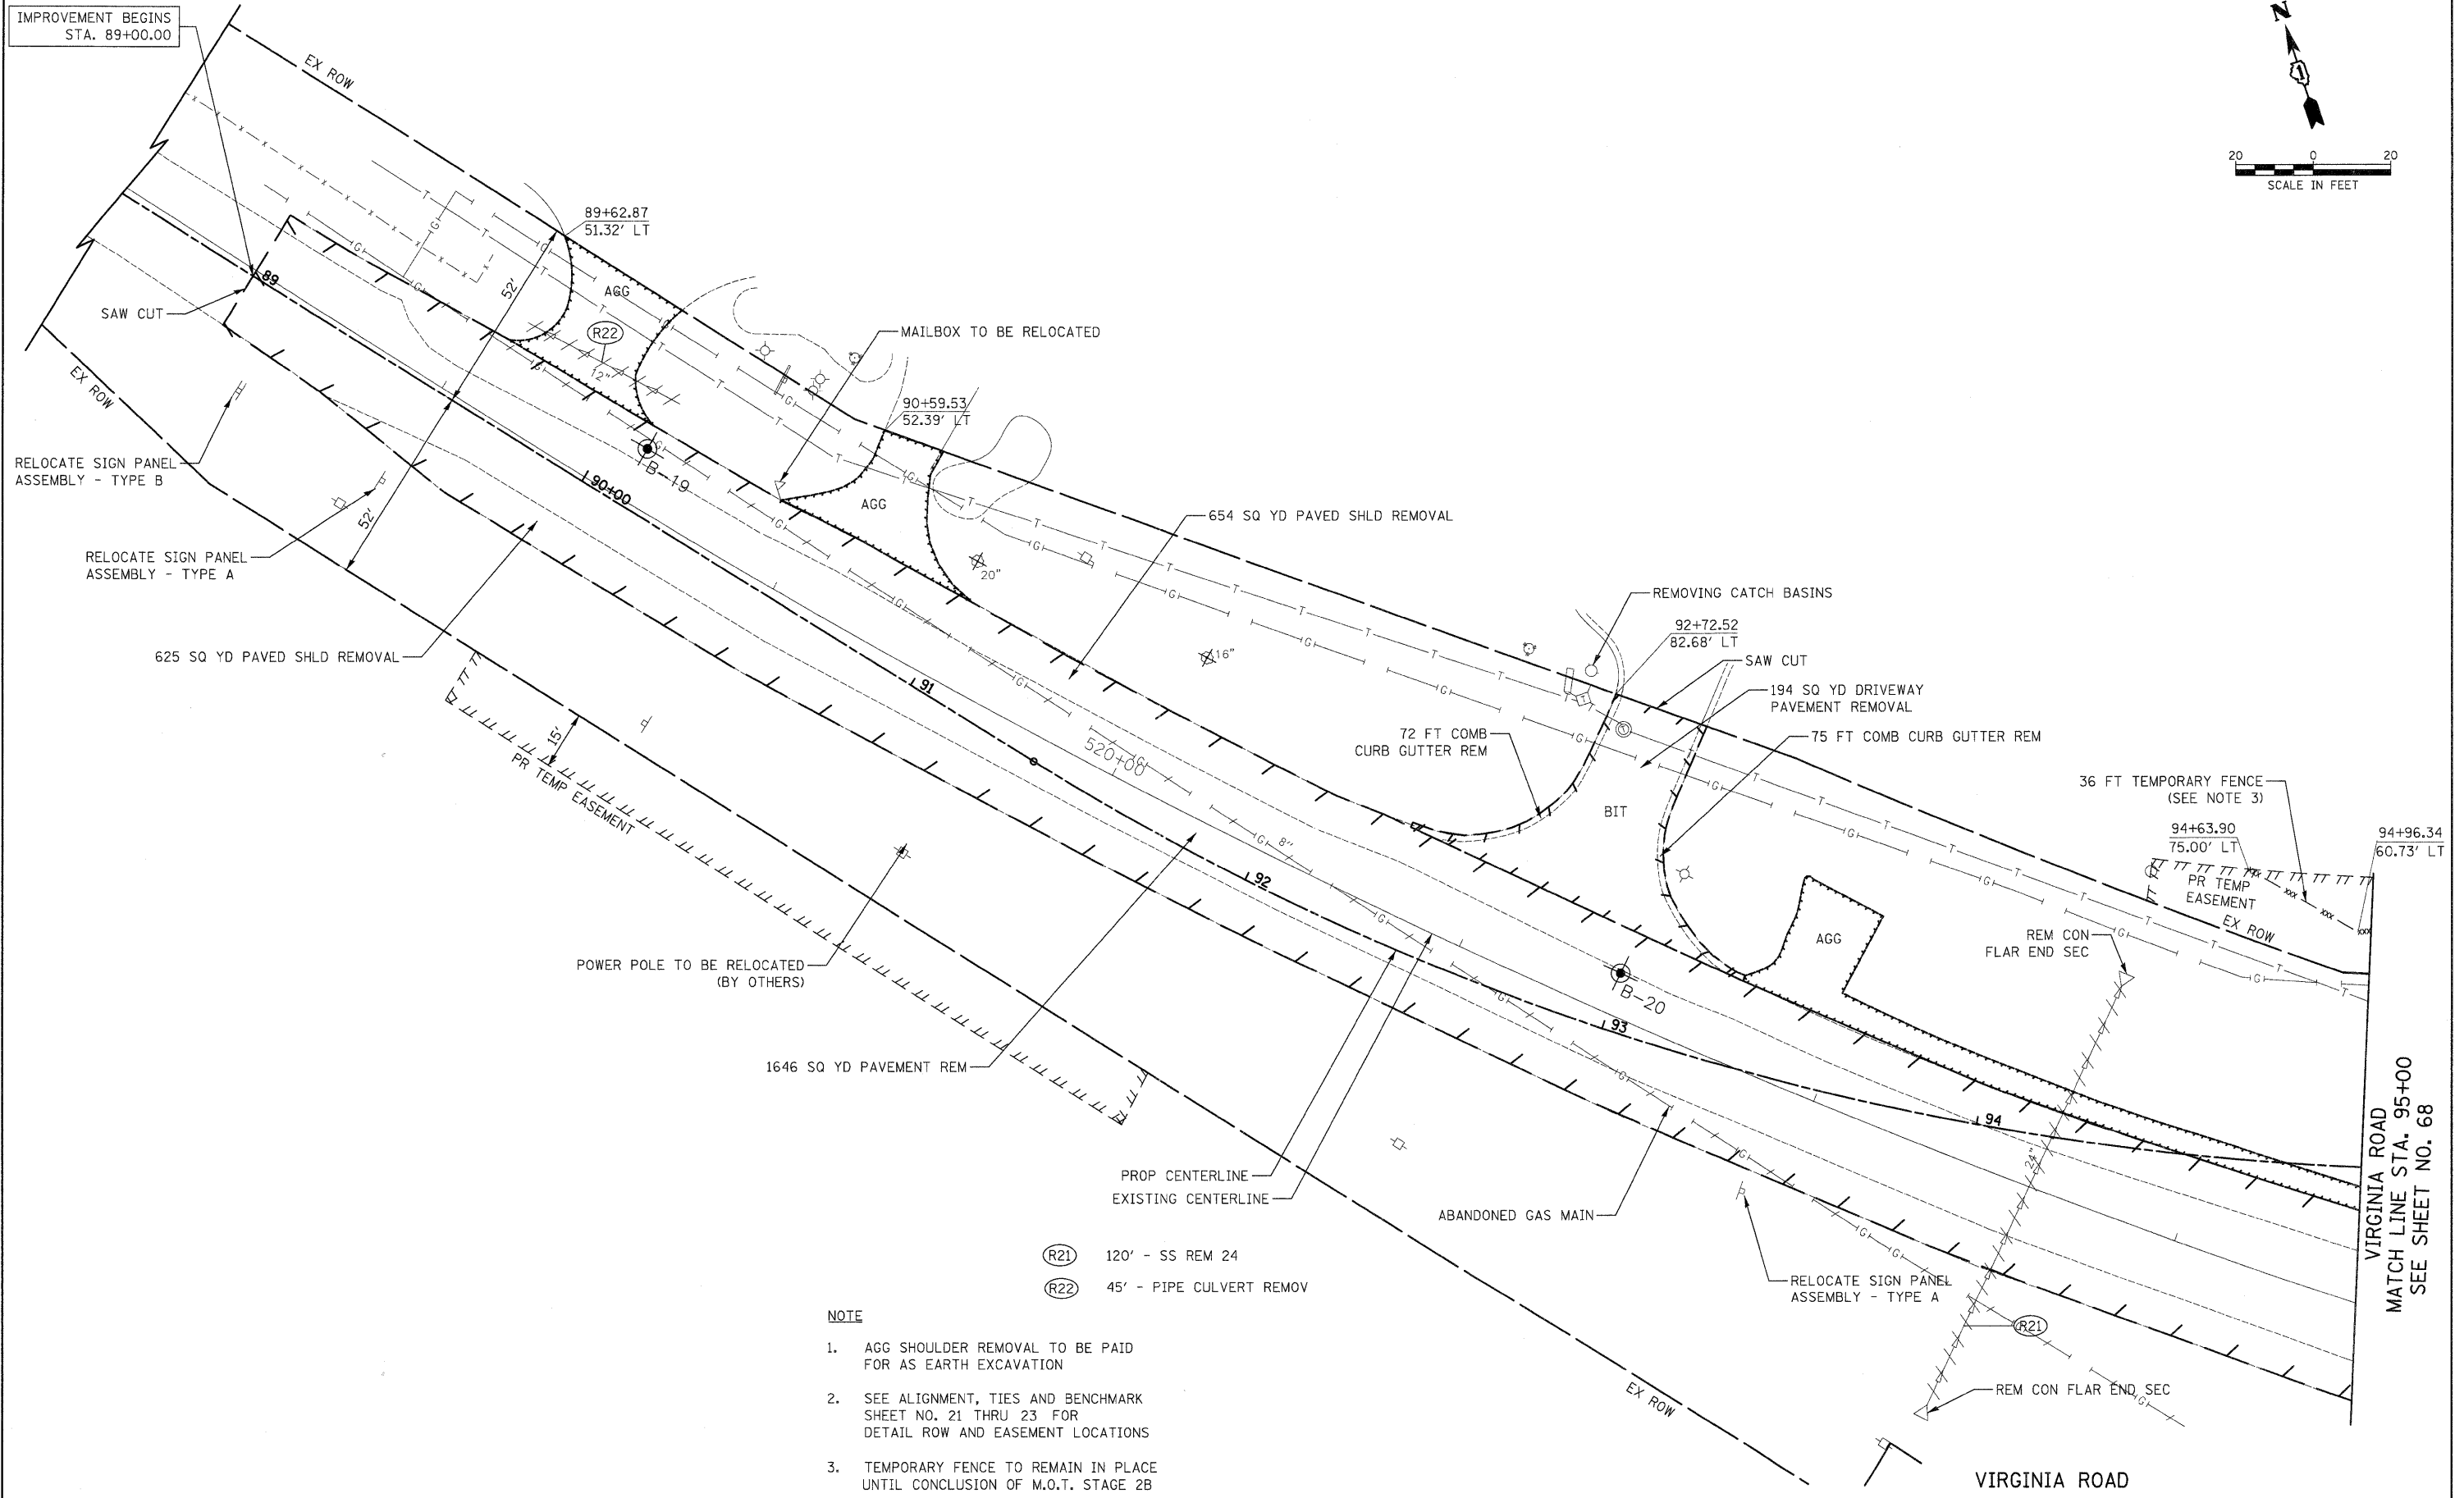 IMPROVEMENT BEGINS
STA. 89+00.00
EX ROW
N
1
20 0 20
SCALE IN FEET
89+62.87
51.32' LT
89
SAW CUT
52'
AGG
R22
12"
MAILBOX TO BE RELOCATED
EX ROW
90+59.53
52.39' LT
RELOCATE SIGN PANEL
ASSEMBLY - TYPE B
B-19
90+00
AGG
52'
654 SQ YD PAVED SHLD REMOVAL
RELOCATE SIGN PANEL
ASSEMBLY - TYPE A
20"
REMOVING CATCH BASINS
92+72.52
82.68' LT
625 SQ YD PAVED SHLD REMOVAL
16"
SAW CUT
91
194 SQ YD DRIVEWAY
PAVEMENT REMOVAL
15'
72 FT COMB
CURB GUTTER REM
75 FT COMB CURB GUTTER REM
520+00
PR TEMP EASEMENT
36 FT TEMPORARY FENCE
(SEE NOTE 3)
BIT
94+63.90
75.00' LT
94+96.34
60.73' LT
8"
92
PR TEMP
EASEMENT
EX ROW
AGG
REM CON
FLAR END SEC
POWER POLE TO BE RELOCATED
(BY OTHERS)
B-20
93
1646 SQ YD PAVEMENT REM
94
24"
PROP CENTERLINE
EXISTING CENTERLINE
ABANDONED GAS MAIN
VIRGINIA ROAD
MATCH LINE STA. 95+00
SEE SHEET NO. 68
R21 120' - SS REM 24
R22 45' - PIPE CULVERT REMOV
RELOCATE SIGN PANEL
ASSEMBLY - TYPE A
R21
NOTE
1. AGG SHOULDER REMOVAL TO BE PAID
FOR AS EARTH EXCAVATION
2. SEE ALIGNMENT, TIES AND BENCHMARK
SHEET NO. 21 THRU 23 FOR
DETAIL ROW AND EASEMENT LOCATIONS
3. TEMPORARY FENCE TO REMAIN IN PLACE
UNTIL CONCLUSION OF M.O.T. STAGE 2B
EX ROW
REM CON FLAR END SEC
VIRGINIA ROAD